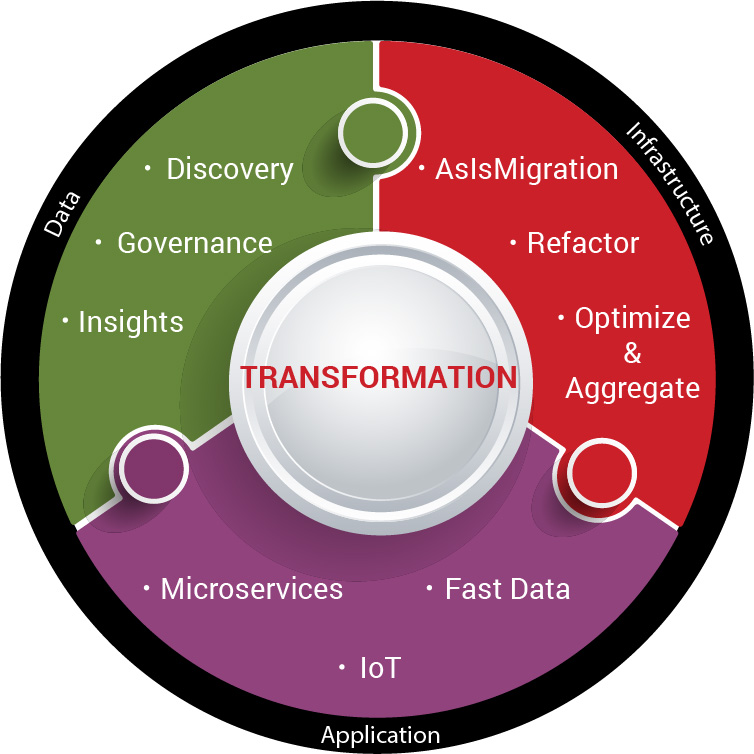 Data
· Discovery
· Governance
· Insights
Infrastructure
· AsIsMigration
· Refactor
· Optimize
&
Aggregate
TRANSFORMATION
· Microservices
· Fast Data
· IoT
Application